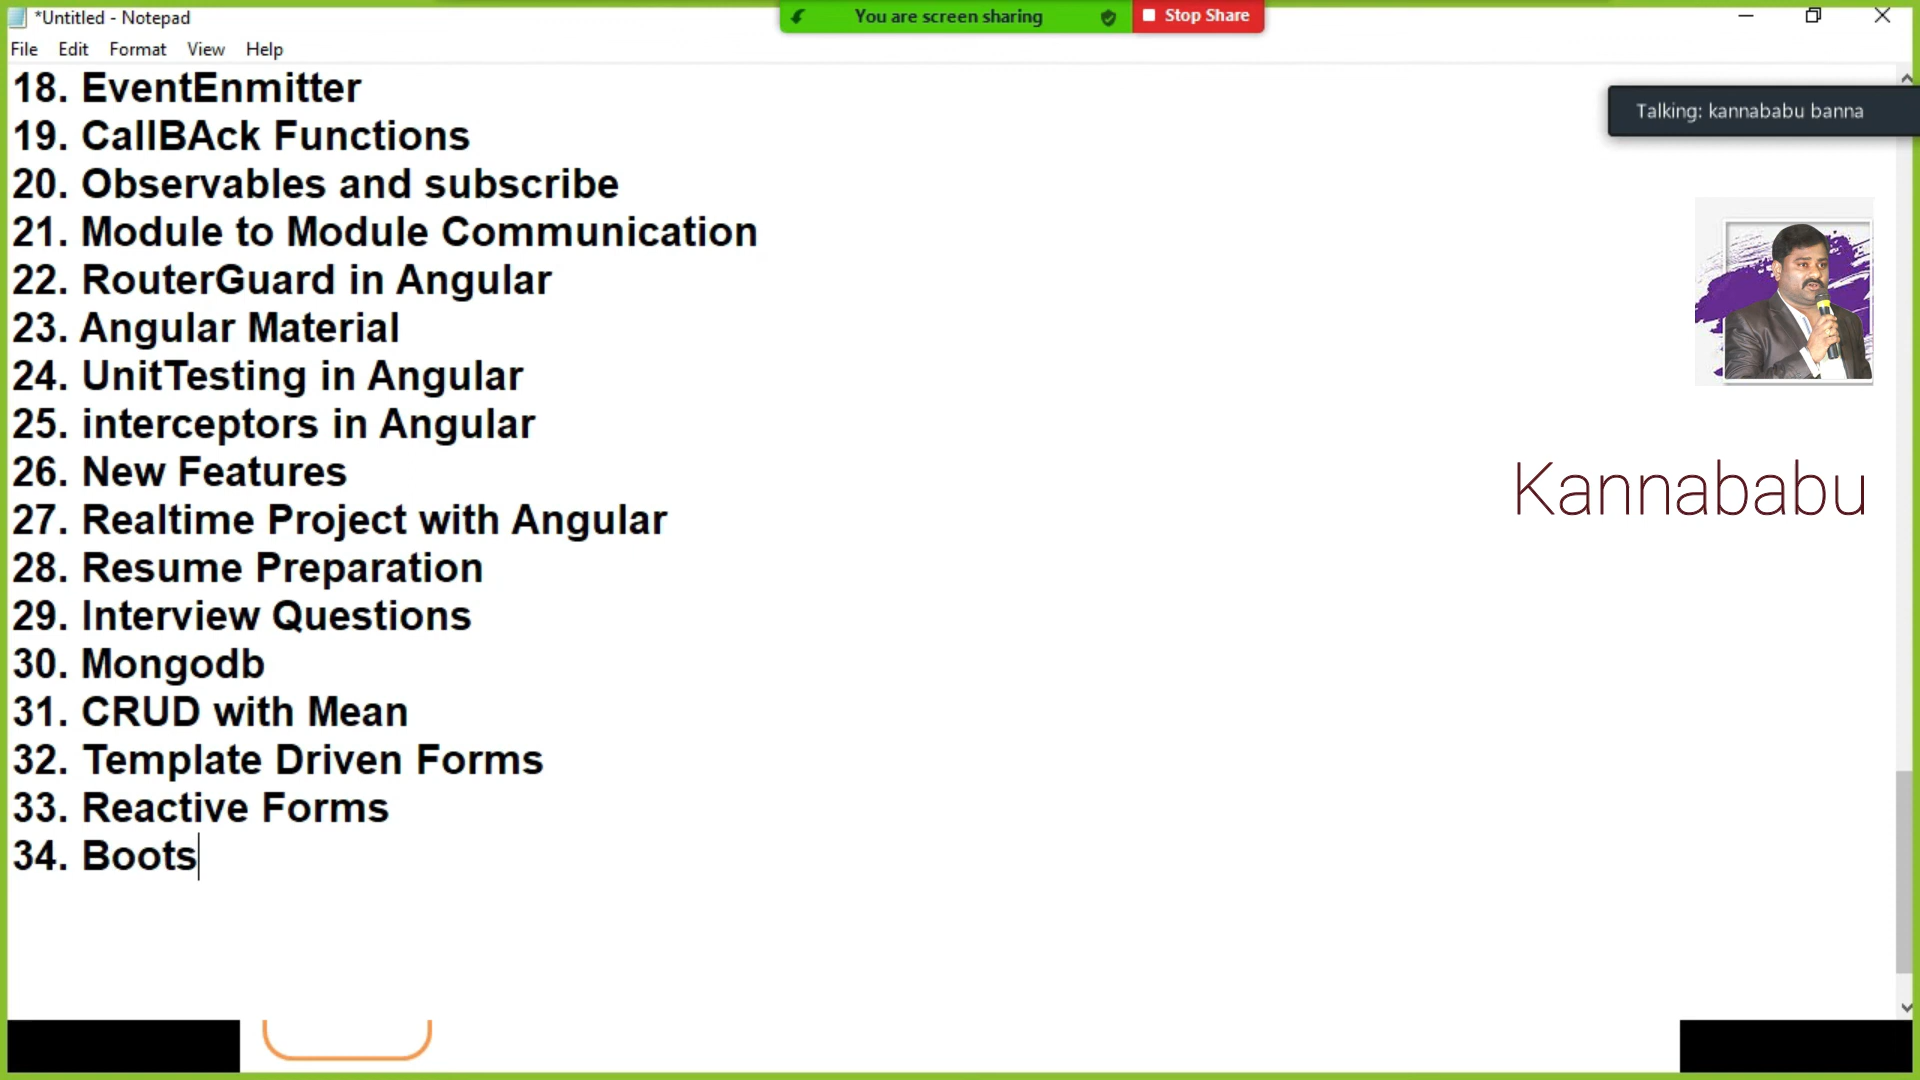 *Untitled - Notepad
You are screen sharing
Stop Share
File Edit Format View Help
Talking: kannababu banna
18. EventEnmitter
19. CallBAck Functions
20. Observables and subscribe
21. Module to Module Communication
22. RouterGuard in Angular
23. Angular Material
24. UnitTesting in Angular
25. interceptors in Angular
26. New Features
27. Realtime Project with Angular
28. Resume Preparation
29. Interview Questions
30. Mongodb
31. CRUD with Mean
32. Template Driven Forms
33. Reactive Forms
34. Boots
Kannababu